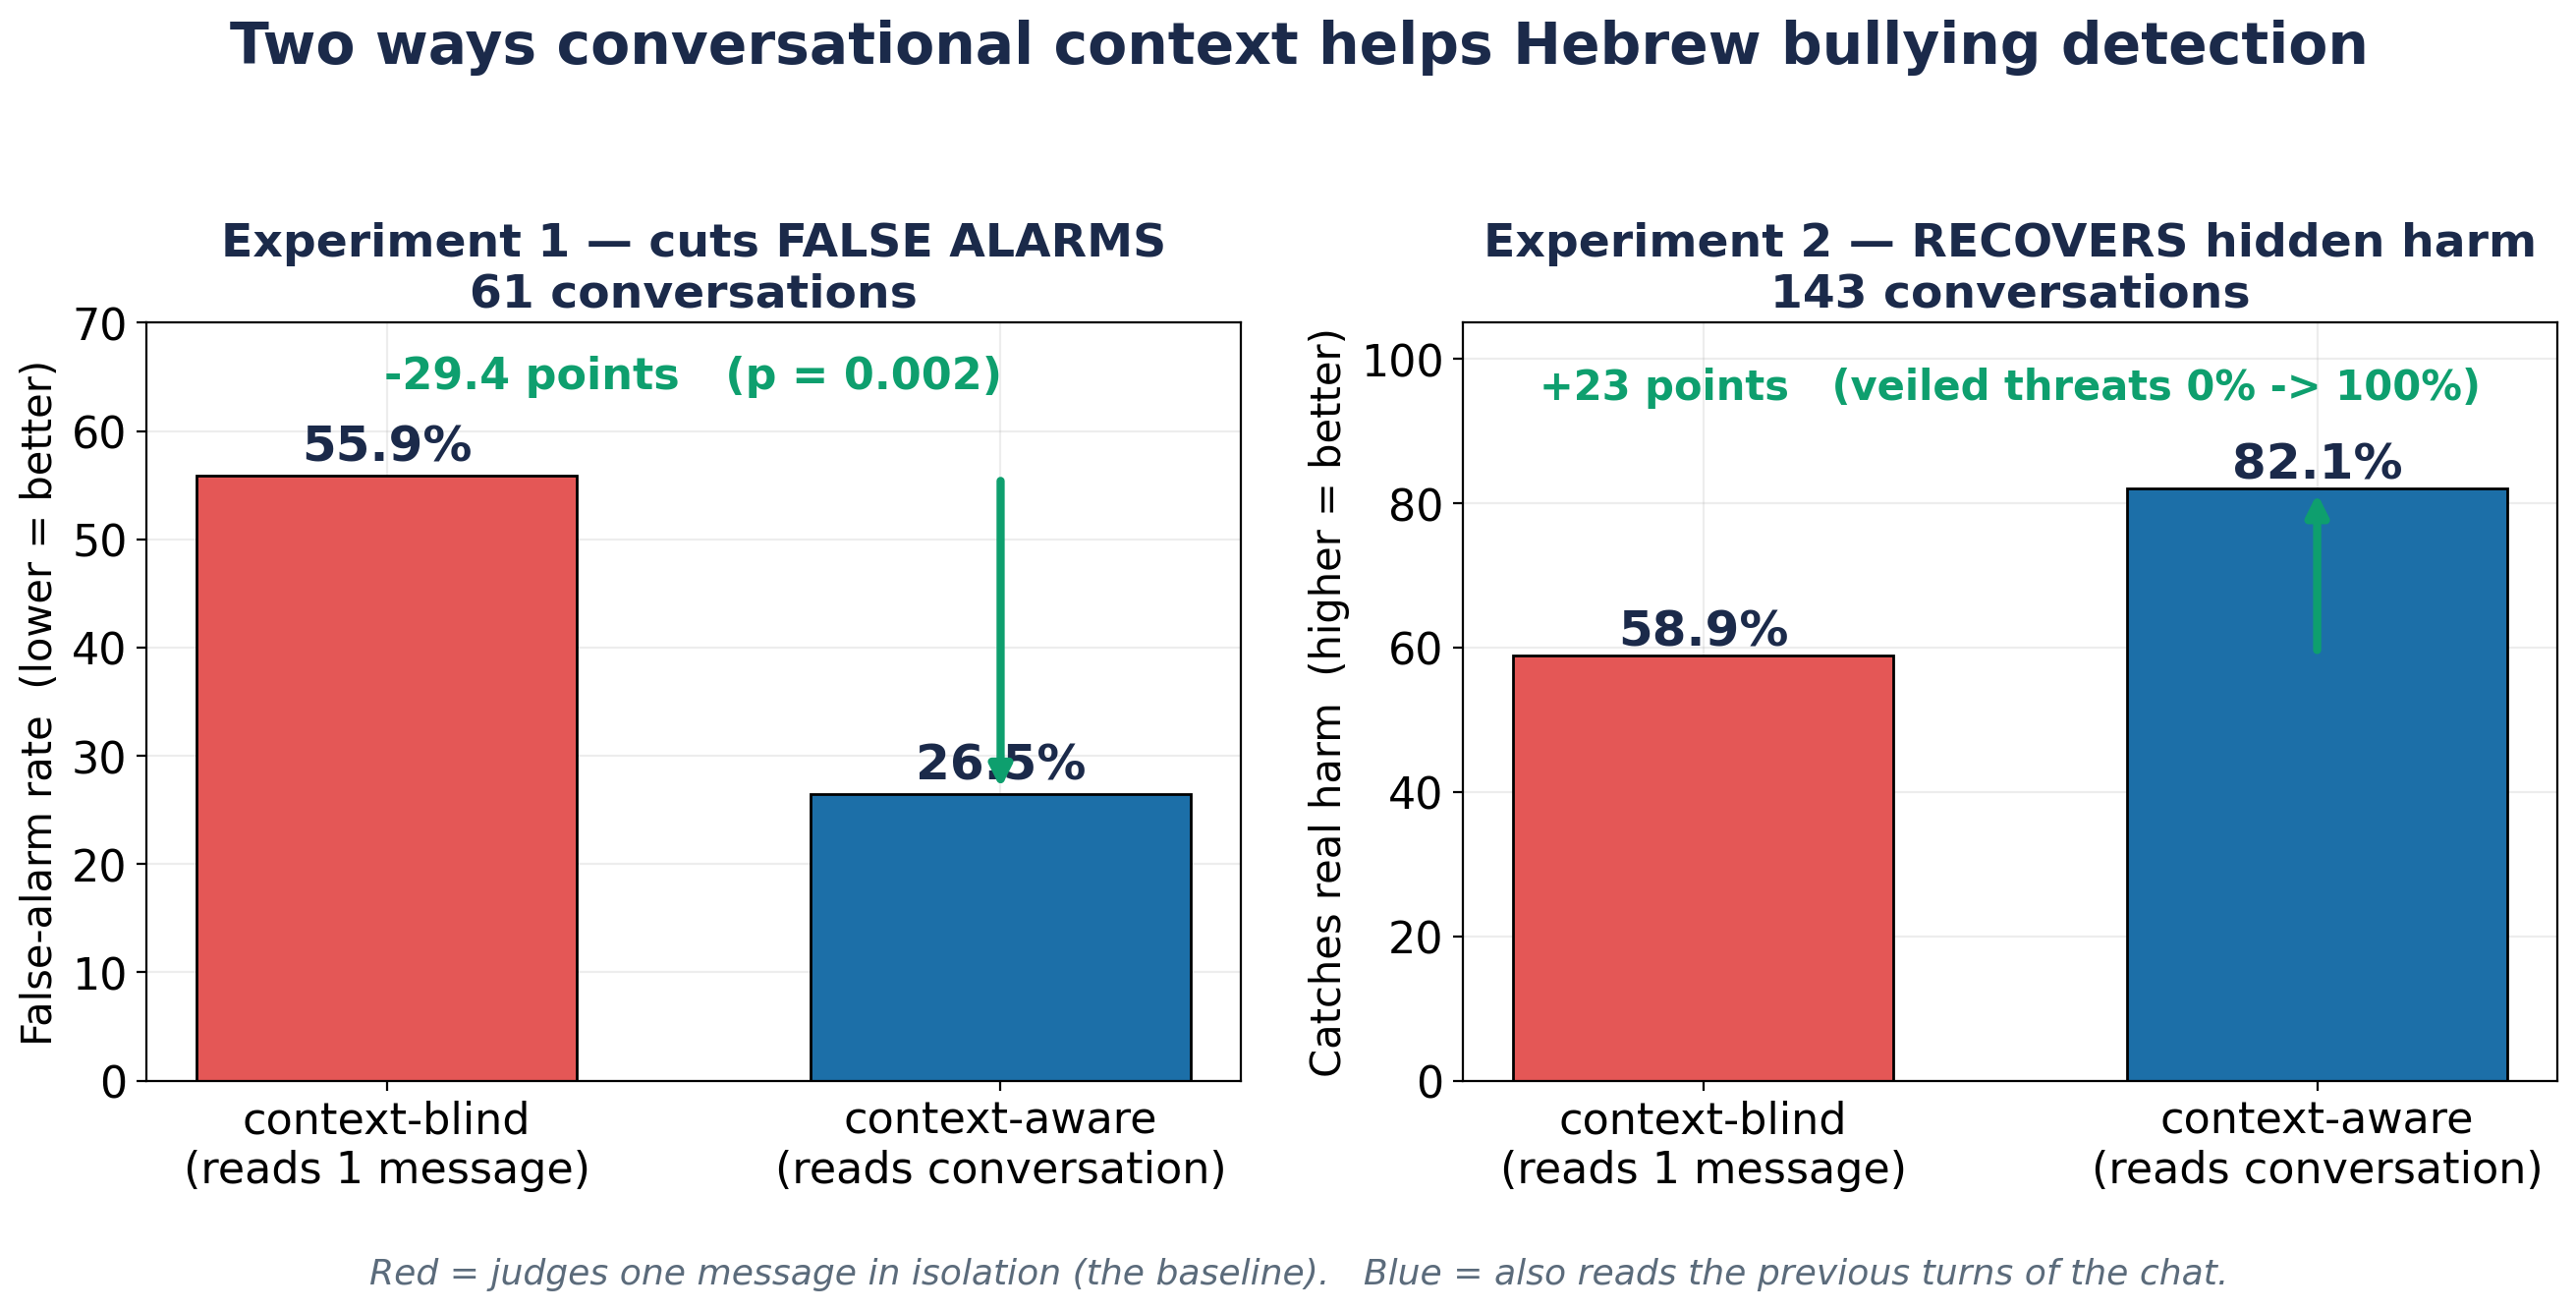 Two ways conversational context helps Hebrew bullying detection
Experiment 1 — cuts FALSE ALARMS
61 conversations
False-alarm rate (lower = better)
70
60
50
40
30
20
10
0
-29.4 points (p = 0.002)
55.9%
26.5%
context-blind
(reads 1 message)
context-aware
(reads conversation)
Experiment 2 — RECOVERS hidden harm
143 conversations
Catches real harm (higher = better)
100
80
60
40
20
0
+23 points (veiled threats 0% -> 100%)
58.9%
82.1%
context-blind
(reads 1 message)
context-aware
(reads conversation)
Red = judges one message in isolation (the baseline). Blue = also reads the previous turns of the chat.